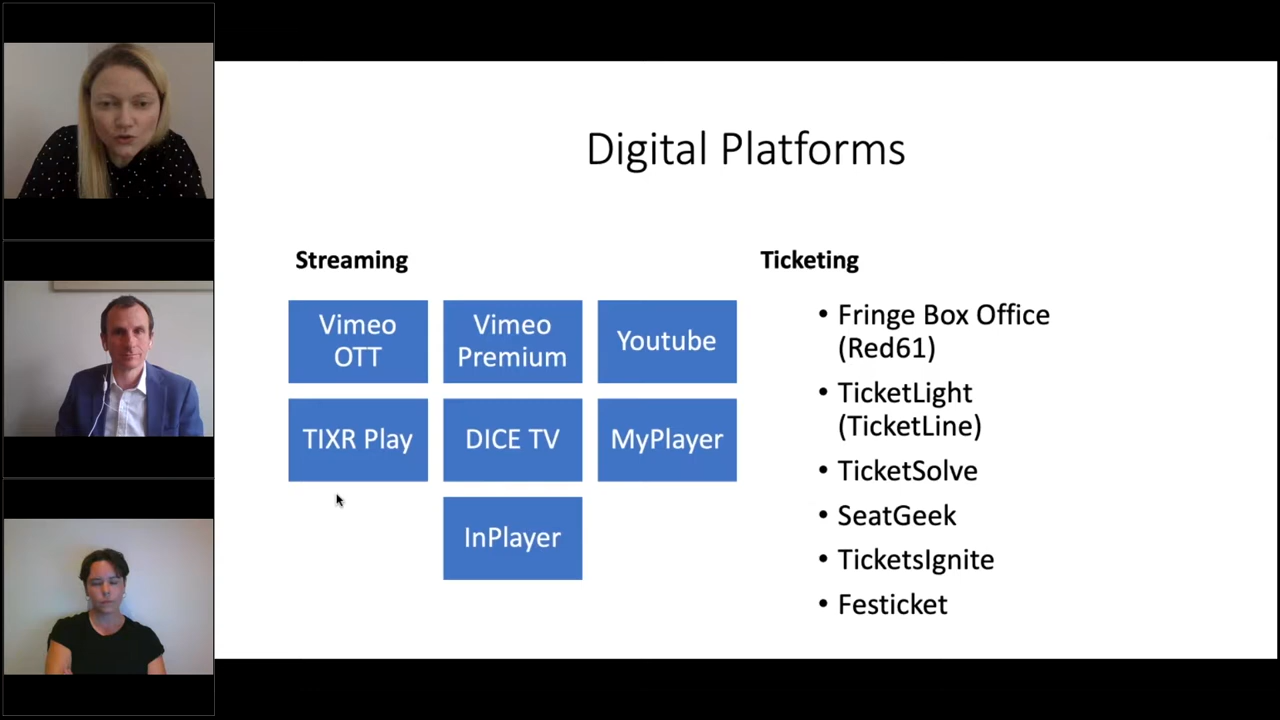 Digital Platforms
Streaming
Vimeo
OTT
Vimeo
Premium
Youtube
TIXR Play
DICE TV
MyPlayer
InPlayer
Ticketing
• Fringe Box Office
(Red61)
• TicketLight
(TicketLine)
• TicketSolve
• SeatGeek
• TicketsIgnite
• Festicket